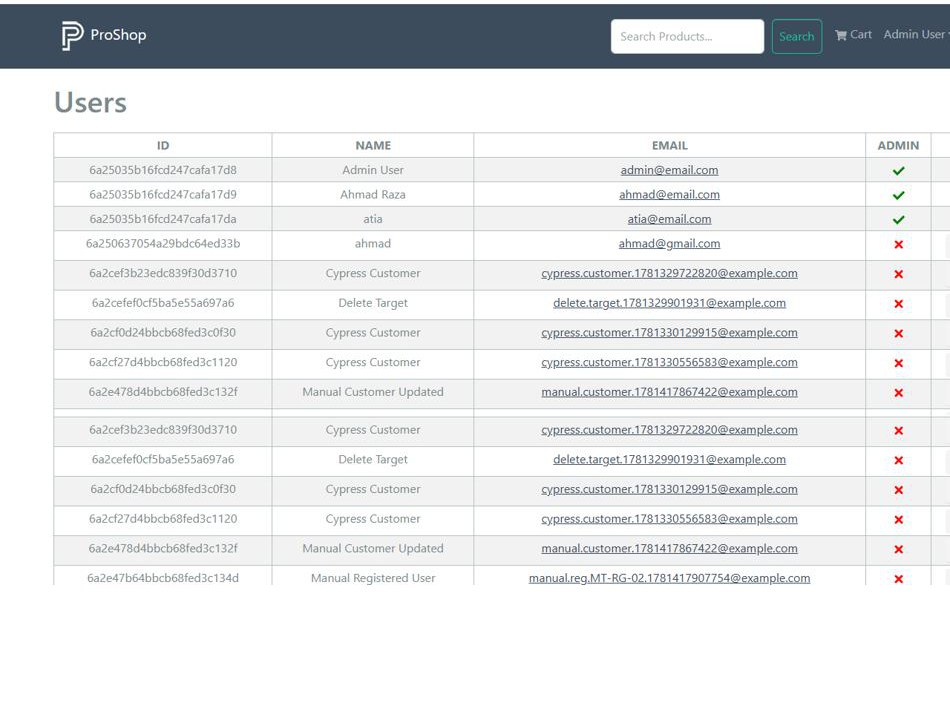 ProShop Search Products... Search Cart Admin User
Users
ID NAME EMAIL ADMIN
6a25035b16fcd247cafa17d8 Admin User admin@email.com
6a25035b16fcd247cafa17d9 Ahmad Raza ahmad@email.com
6a25035b16fcd247cafa17da atia atia@email.com
6a250637054a29bdc64ed33b ahmad ahmad@gmail.com
6a2cef3b23edc839f30d3710 Cypress Customer cypress.customer.1781329722820@example.com
6a2cefef0cf5ba5e55a697a6 Delete Target delete.target.1781329901931@example.com
6a2cf0d24bbcb68fed3c0f30 Cypress Customer cypress.customer.1781330129915@example.com
6a2cf27d4bbcb68fed3c1120 Cypress Customer cypress.customer.1781330556583@example.com
6a2e478d4bbcb68fed3c132f Manual Customer Updated manual.customer.1781417867422@example.com
6a2cef3b23edc839f30d3710 Cypress Customer cypress.customer.1781329722820@example.com
6a2cefef0cf5ba5e55a697a6 Delete Target delete.target.1781329901931@example.com
6a2cf0d24bbcb68fed3c0f30 Cypress Customer cypress.customer.1781330129915@example.com
6a2cf27d4bbcb68fed3c1120 Cypress Customer cypress.customer.1781330556583@example.com
6a2e478d4bbcb68fed3c132f Manual Customer Updated manual.customer.1781417867422@example.com
6a2e47b64bbcb68fed3c134d Manual Registered User manual.reg.MT-RG-02.1781417907754@example.com